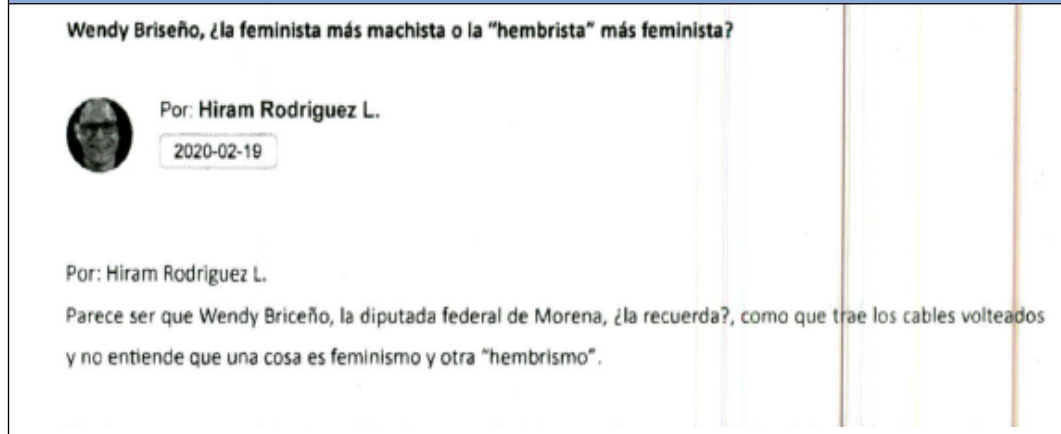 Wendy Briseño, ¿la feminista más machista o la "hembrista" más feminista?
Por: Hiram Rodriguez L.
2020-02-19
Por: Hiram Rodriguez L.
Parece ser que Wendy Briceño, la diputada federal de Morena, ¿la recuerda?, como que trae los cables volteados
y no entiende que una cosa es feminismo y otra "hembrismo".